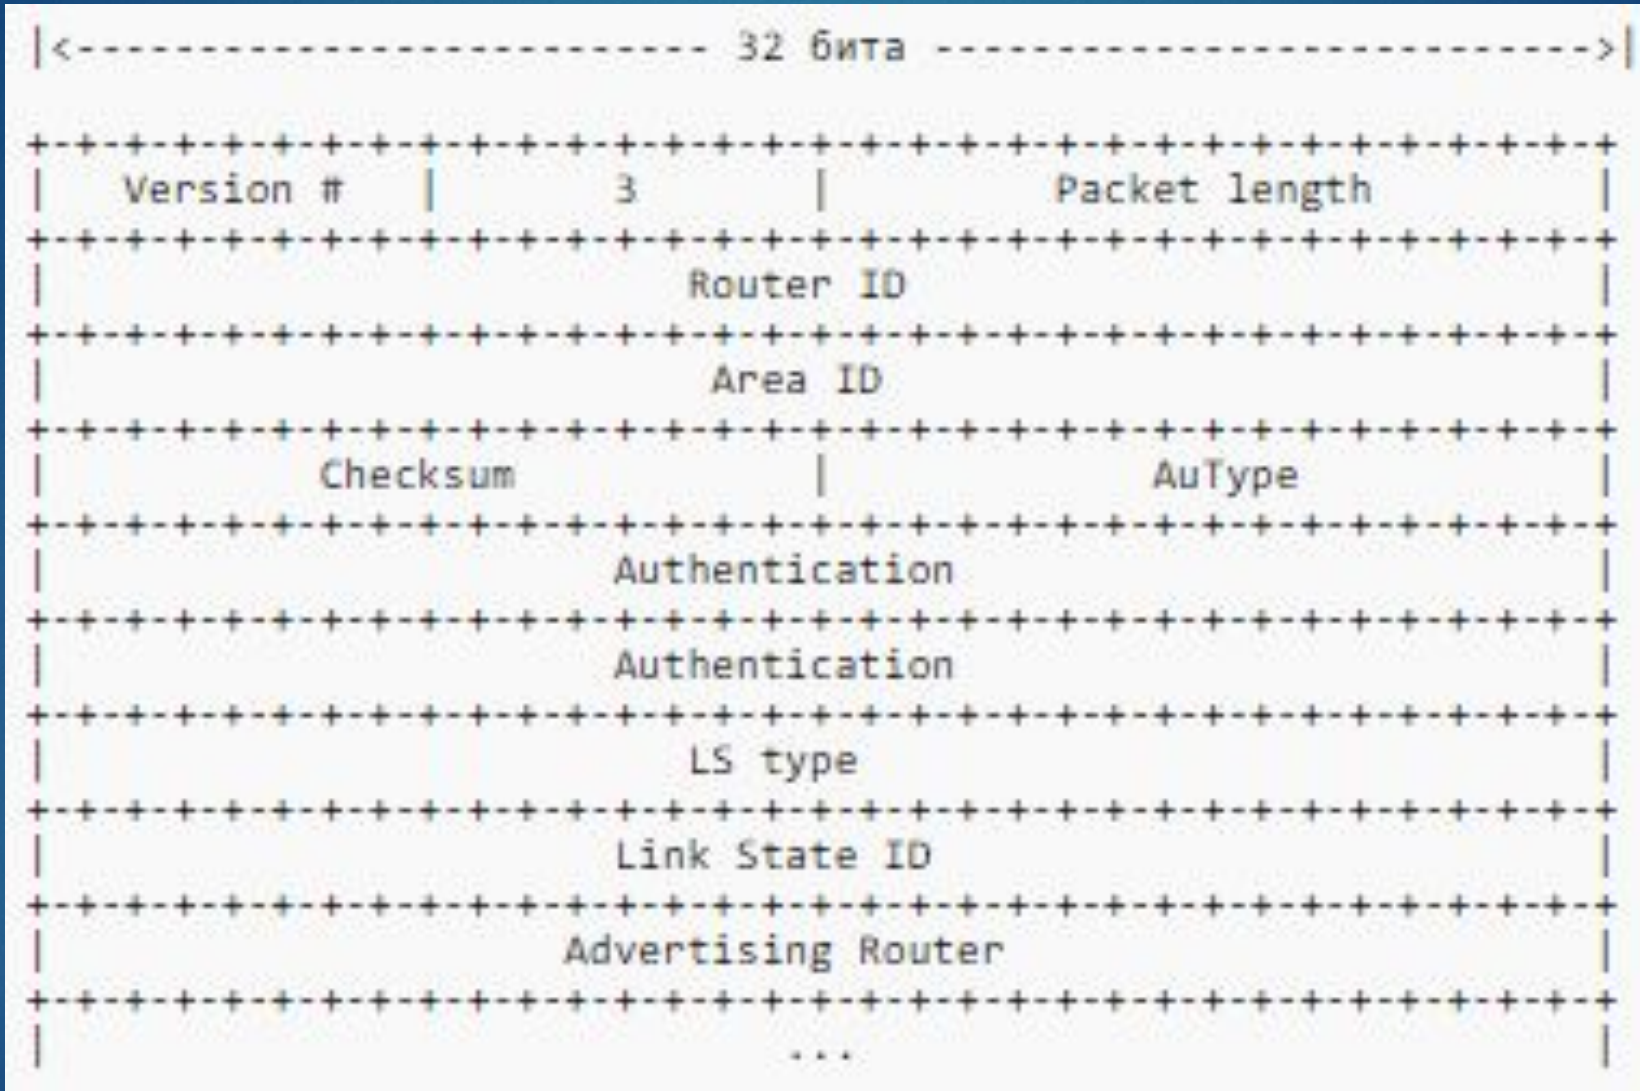 |<--------------------------- 32 бита ---------------------------->|
+-+-+-+-+-+-+-+-+-+-+-+-+-+-+-+-+-+-+-+-+-+-+-+-+-+-+-+-+-+-+-+-+
| Version # | 3 | Packet length |
+-+-+-+-+-+-+-+-+-+-+-+-+-+-+-+-+-+-+-+-+-+-+-+-+-+-+-+-+-+-+-+-+
| Router ID |
+-+-+-+-+-+-+-+-+-+-+-+-+-+-+-+-+-+-+-+-+-+-+-+-+-+-+-+-+-+-+-+-+
| Area ID |
+-+-+-+-+-+-+-+-+-+-+-+-+-+-+-+-+-+-+-+-+-+-+-+-+-+-+-+-+-+-+-+-+
| Checksum | AuType |
+-+-+-+-+-+-+-+-+-+-+-+-+-+-+-+-+-+-+-+-+-+-+-+-+-+-+-+-+-+-+-+-+
| Authentication |
+-+-+-+-+-+-+-+-+-+-+-+-+-+-+-+-+-+-+-+-+-+-+-+-+-+-+-+-+-+-+-+-+
| Authentication |
+-+-+-+-+-+-+-+-+-+-+-+-+-+-+-+-+-+-+-+-+-+-+-+-+-+-+-+-+-+-+-+-+
| LS type |
+-+-+-+-+-+-+-+-+-+-+-+-+-+-+-+-+-+-+-+-+-+-+-+-+-+-+-+-+-+-+-+-+
| Link State ID |
+-+-+-+-+-+-+-+-+-+-+-+-+-+-+-+-+-+-+-+-+-+-+-+-+-+-+-+-+-+-+-+-+
| Advertising Router |
+-+-+-+-+-+-+-+-+-+-+-+-+-+-+-+-+-+-+-+-+-+-+-+-+-+-+-+-+-+-+-+-+
| ... |